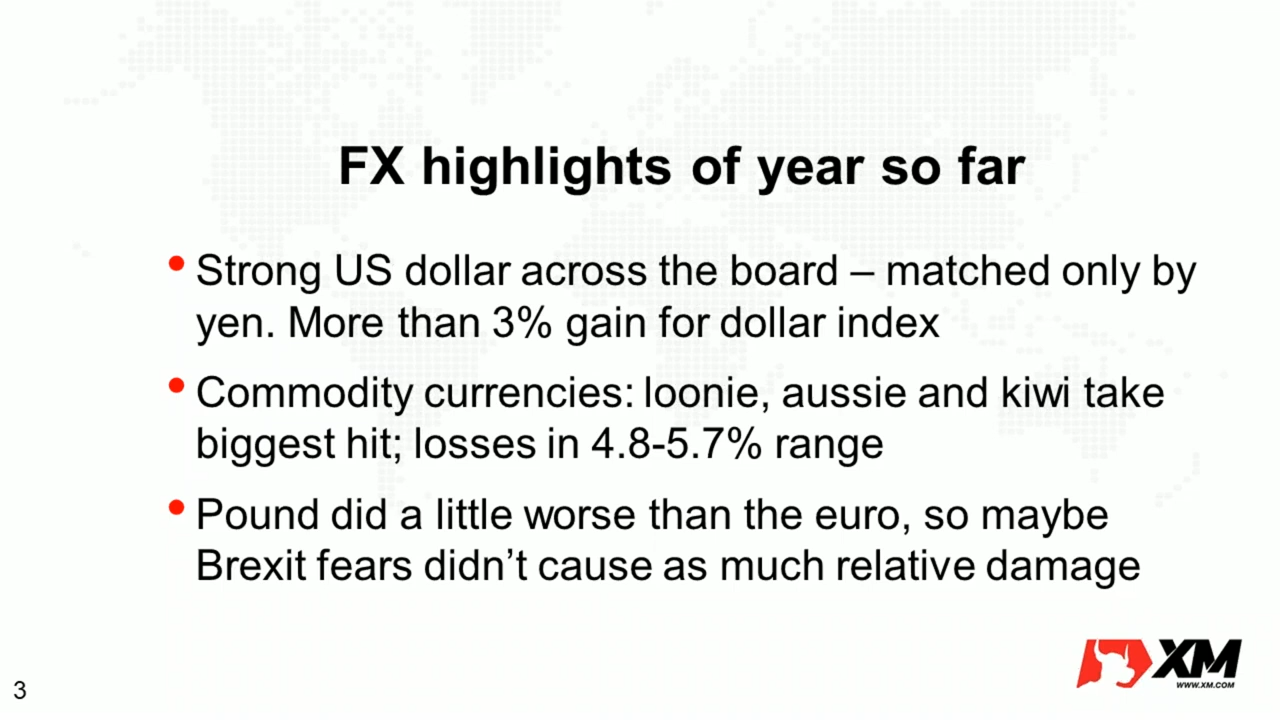 FX highlights of year so far
• Strong US dollar across the board – matched only by
yen. More than 3% gain for dollar index
• Commodity currencies: loonie, aussie and kiwi take
biggest hit; losses in 4.8-5.7% range
• Pound did a little worse than the euro, so maybe
Brexit fears didn’t cause as much relative damage
XM
WWW.XM.COM
3